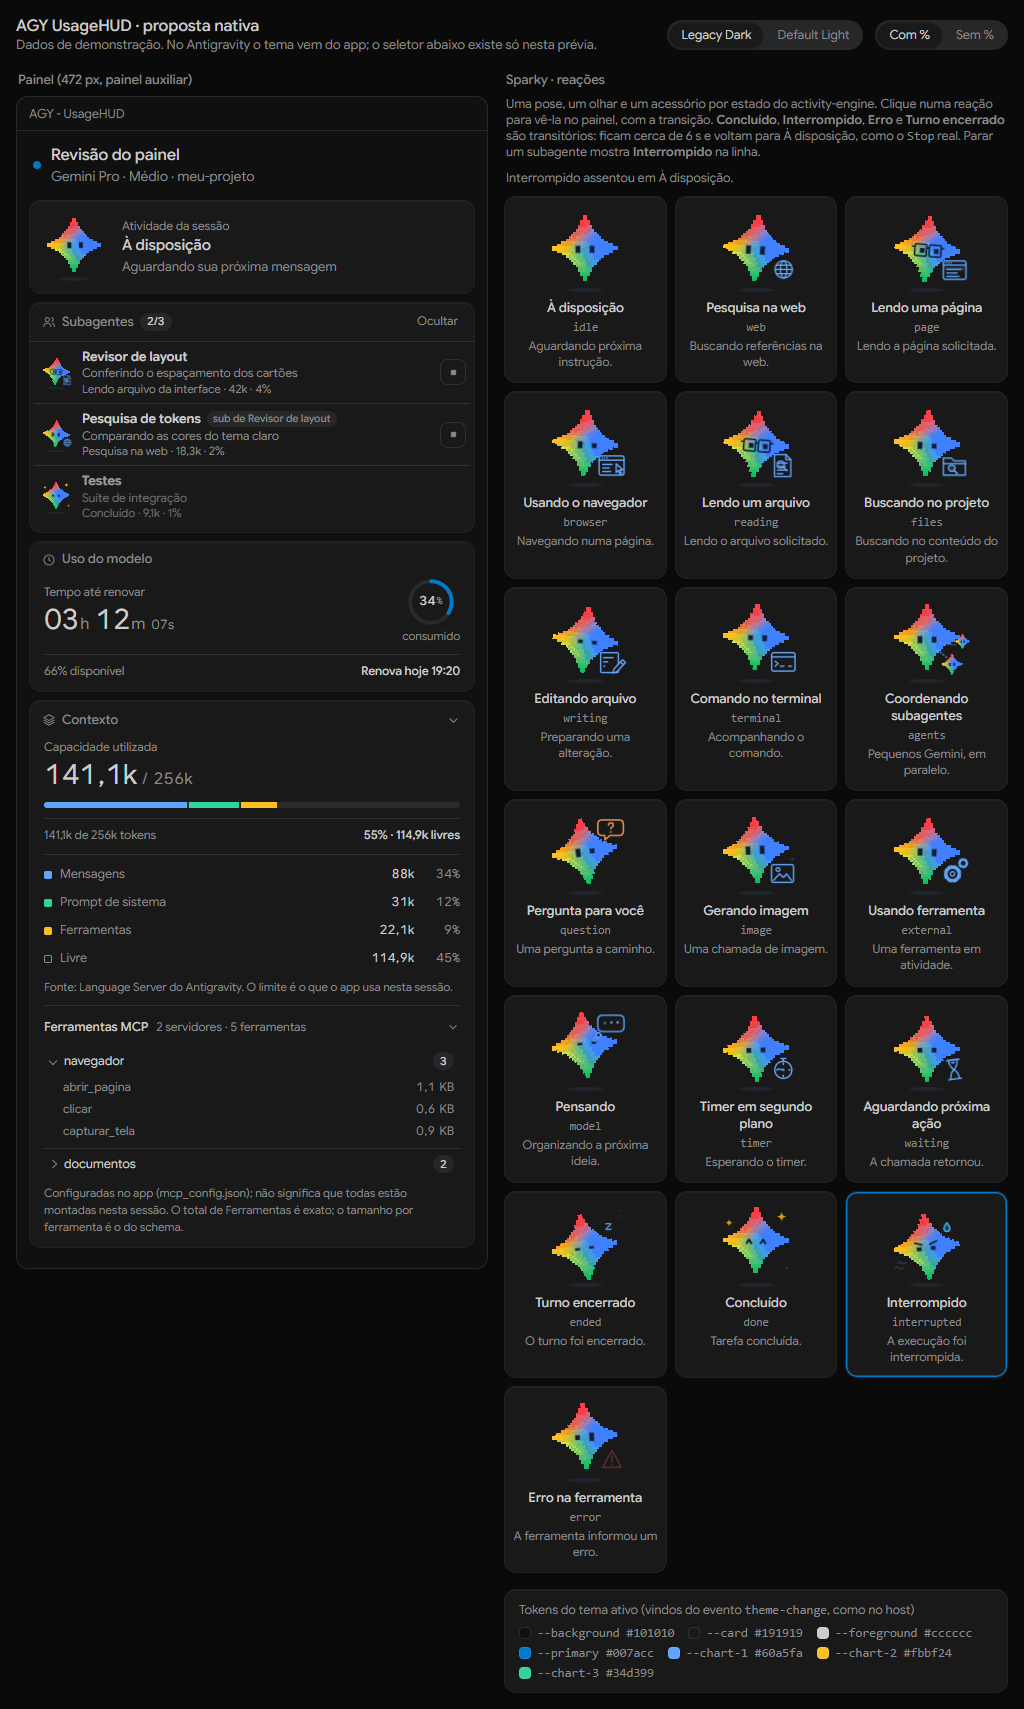 AGY UsageHUD · proposta nativa
Dados de demonstração. No Antigravity o tema vem do app; o seletor abaixo existe só nesta prévia.
Legacy Dark
Default Light
Com %
Sem %
Painel (472 px, painel auxiliar)
AGY - UsageHUD
Revisão do painel
Gemini Pro · Médio · meu-projeto
Atividade da sessão
À disposição
Aguardando sua próxima mensagem
Subagentes 2/3
Ocultar
Revisor de layout
Conferindo o espaçamento dos cartões
Lendo arquivo da interface · 42k · 4%
Pesquisa de tokens sub de Revisor de layout
Comparando as cores do tema claro
Pesquisa na web · 18,3k · 2%
Testes
Suíte de integração
Concluído · 9,1k · 1%
Uso do modelo
Tempo até renovar
03h 12m 07s
34%
consumido
66% disponível
Renova hoje 19:20
Contexto
Capacidade utilizada
141,1k / 256k
141,1k de 256k tokens
55% · 114,9k livres
Mensagens 88k 34%
Prompt de sistema 31k 12%
Ferramentas 22,1k 9%
Livre 114,9k 45%
Fonte: Language Server do Antigravity. O limite é o que o app usa nesta sessão.
Ferramentas MCP 2 servidores · 5 ferramentas
navegador 3
abrir_pagina 1,1 KB
clicar 0,6 KB
capturar_tela 0,9 KB
documentos 2
Configuradas no app (mcp_config.json); não significa que todas estão
montadas nesta sessão. O total de Ferramentas é exato; o tamanho por
ferramenta é o do schema.
Sparky · reações
Uma pose, um olhar e um acessório por estado do activity-engine. Clique numa reação
para vê-la no painel, com a transição. Concluído, Interrompido, Erro e Turno encerrado
são transitórios: ficam cerca de 6 s e voltam para À disposição, como o Stop real. Parar
um subagente mostra Interrompido na linha.
Interrompido assentou em À disposição.
À disposição
idle
Aguardando próxima
instrução.
Pesquisa na web
web
Buscando referências na
web.
Lendo uma página
page
Lendo a página solicitada.
Usando o navegador
browser
Navegando numa página.
Lendo um arquivo
reading
Lendo o arquivo solicitado.
Buscando no projeto
files
Buscando no conteúdo do
projeto.
Editando arquivo
writing
Preparando uma
alteração.
Comando no terminal
terminal
Acompanhando o
comando.
Coordenando
subagentes
agents
Pequenos Gemini, em
paralelo.
?
Pergunta para você
question
Uma pergunta a caminho.
Gerando imagem
image
Uma chamada de imagem.
Usando ferramenta
external
Uma ferramenta em
atividade.
Pensando
model
Organizando a próxima
ideia.
Timer em segundo
plano
timer
Esperando o timer.
Aguardando próxima
ação
waiting
A chamada retornou.
z z
Turno encerrado
ended
O turno foi encerrado.
Concluído
done
Tarefa concluída.
Interrompido
interrupted
A execução foi
interrompida.
Erro na ferramenta
error
A ferramenta informou um
erro.
Tokens do tema ativo (vindos do evento theme-change, como no host)
--background #101010 --card #191919 --foreground #cccccc
--primary #007acc --chart-1 #60a5fa --chart-2 #fbbf24
--chart-3 #34d399